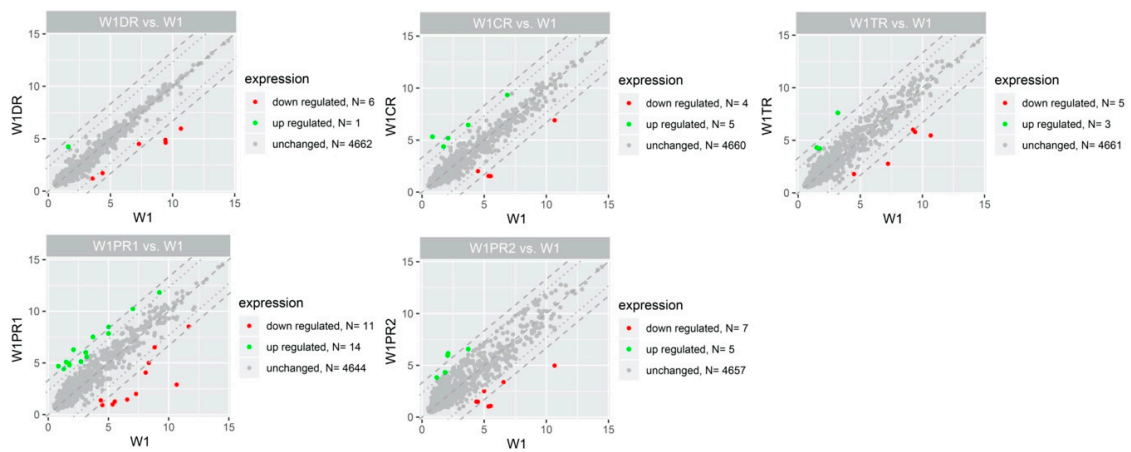 W1DR vs. W1
15
10
5
0
W1DR
0 5 10 15
W1
expression
down regulated, N= 6
up regulated, N= 1
unchanged, N= 4662
W1CR vs. W1
15
10
5
0
W1CR
0 5 10 15
W1
expression
down regulated, N= 4
up regulated, N= 5
unchanged, N= 4660
W1TR vs. W1
15
10
5
0
W1TR
0 5 10 15
W1
expression
down regulated, N= 5
up regulated, N= 3
unchanged, N= 4661
W1PR1 vs. W1
15
10
5
0
W1PR1
0 5 10 15
W1
expression
down regulated, N= 11
up regulated, N= 14
unchanged, N= 4644
W1PR2 vs. W1
15
10
5
0
W1PR2
0 5 10 15
W1
expression
down regulated, N= 7
up regulated, N= 5
unchanged, N= 4657